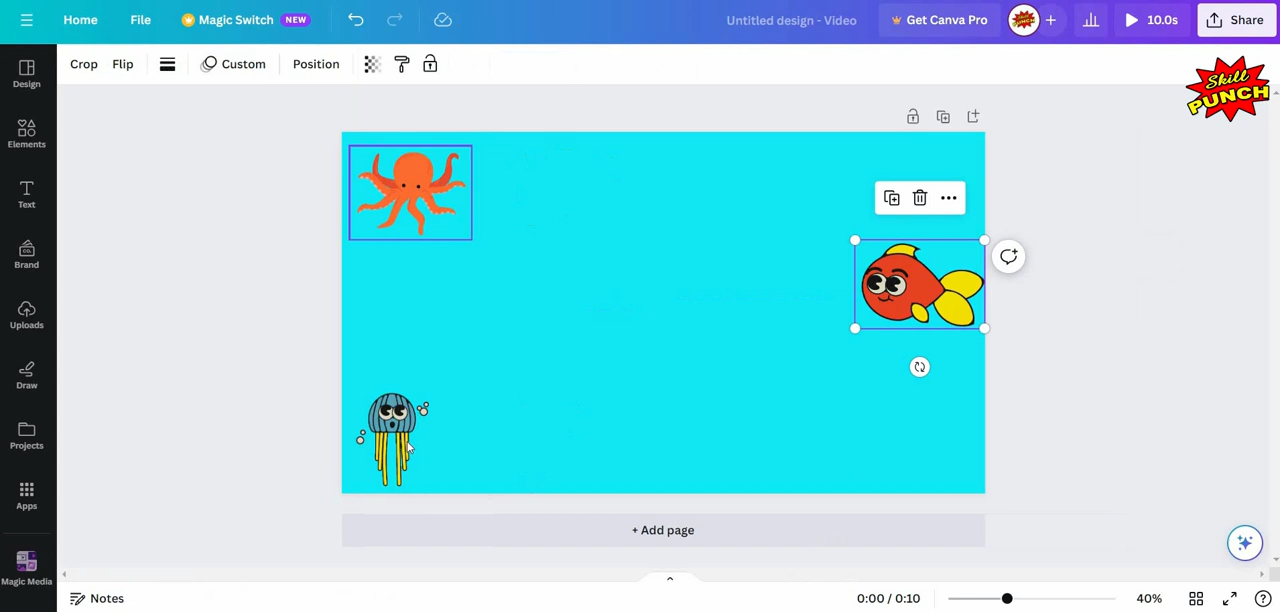 Home
File
Magic Switch NEW
Untitled design - Video
Get Canva Pro
10.0s
Share
Crop
Flip
Custom
Position
Skill
PUNCH
Design
Elements
Text
Brand
Uploads
Draw
Projects
Apps
Magic Media
+ Add page
Notes
0:00 / 0:10
40%